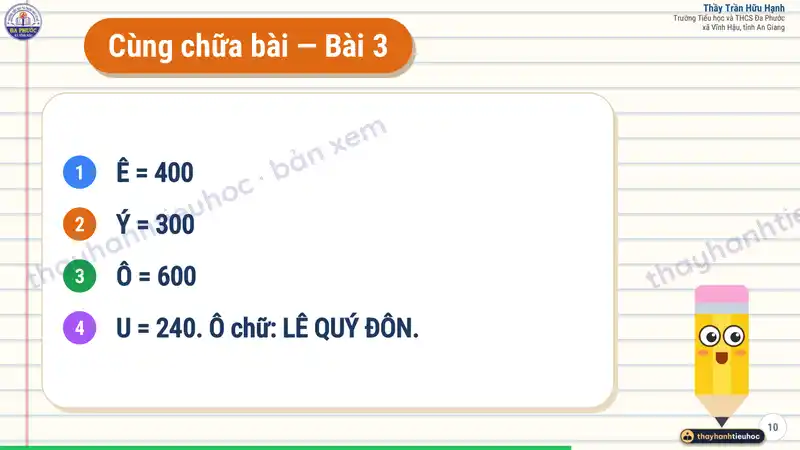 Thầy Trần Hữu Hạnh
Trường Tiểu học và THCS Đa Phước
xã Vĩnh Hậu, tỉnh An Giang
ĐA PHƯỚC
Cùng chữa bài — Bài 3
1 Ê = 400
2 Ý = 300
3 Ô = 600
4 U = 240. Ô chữ: LÊ QUÝ ĐÔN.
thayhanhtieuhoc · bản xem
thayhanhtie
10
thayhanhtieuhoc